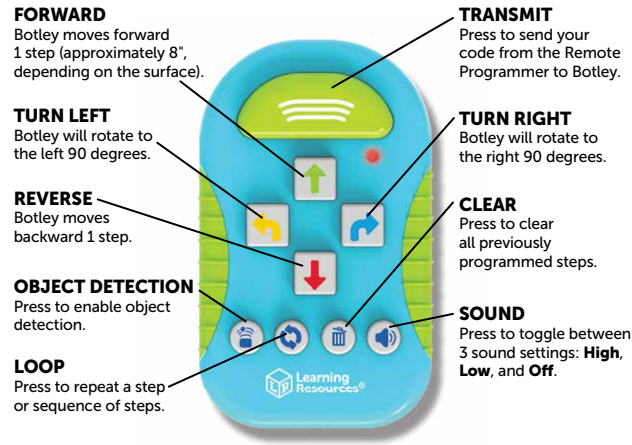 FORWARD
Botley moves forward
1 step (approximately 8",
depending on the surface).
TURN LEFT
Botley will rotate to
the left 90 degrees.
REVERSE
Botley moves
backward 1 step.
OBJECT DETECTION
Press to enable object
detection.
LOOP
Press to repeat a step
or sequence of steps.
TRANSMIT
Press to send your
code from the Remote
Programmer to Botley.
TURN RIGHT
Botley will rotate to
the right 90 degrees.
CLEAR
Press to clear
all previously
programmed steps.
SOUND
Press to toggle between
3 sound settings: High,
Low, and Off.
LR
Learning
Resources®